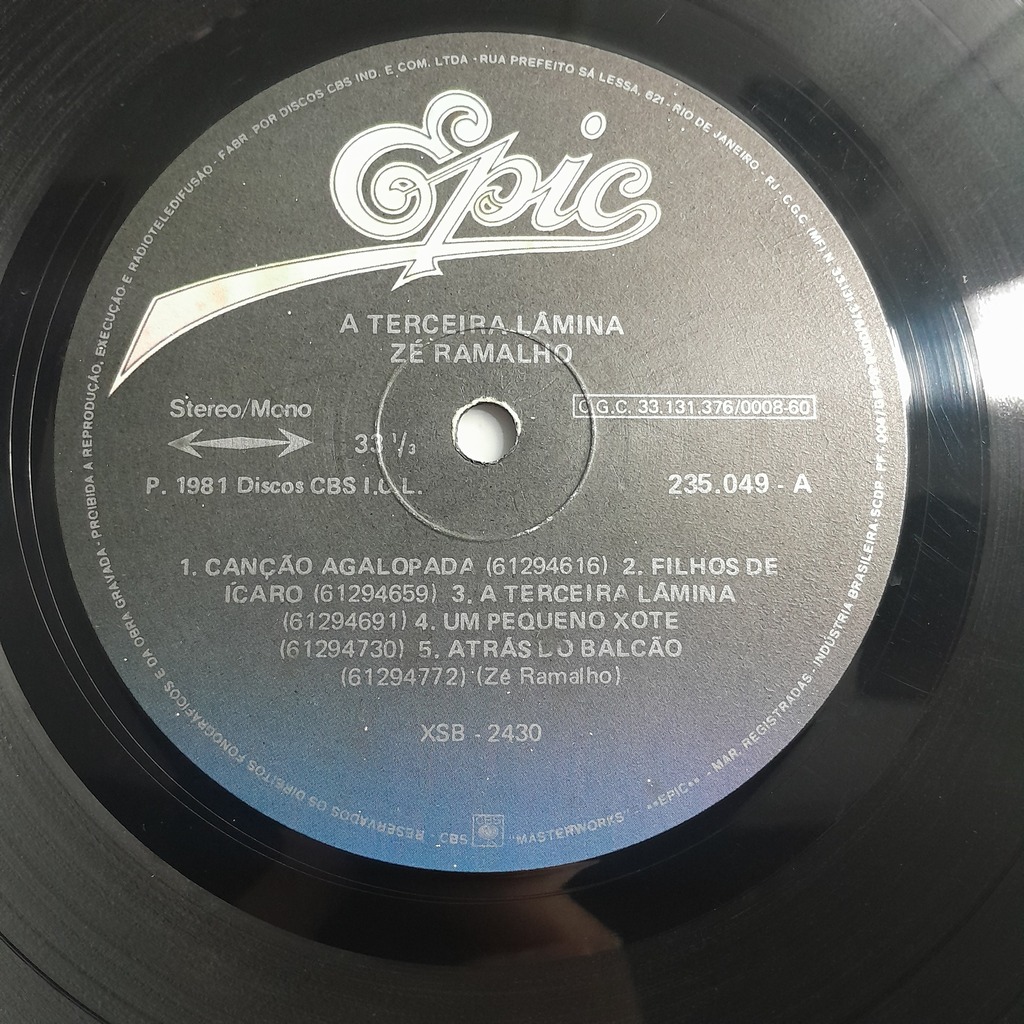 RESERVADOS OS DIREITOS FONOGRÁFICOS E DA OBRA GRAVADA - PROIBIDA A REPRODUÇÃO, EXECUÇÃO E RADIOTELEDIFUSÃO - FABR. POR DISCOS CBS IND. E COM. LTDA - RUA PREFEITO SÁ LESSA, 621 - RIO DE JANEIRO - RJ - C.G.C. (MF) N.
Epic
A TERCEIRA LÂMINA
ZÉ RAMALHO
Stereo/Mono
C.G.C. 33.131.376/0008-60
33 1/3
P. 1981 Discos CBS I.C.L.
235.049 - A
1. CANÇÃO AGALOPADA (61294616) 2. FILHOS DE
ÍCARO (61294659) 3. A TERCEIRA LÂMINA
(61294691) 4. UM PEQUENO XOTE
(61294730) 5. ATRÁS DO BALCÃO
(61294772) (Zé Ramalho)
XSB - 2430
INDÚSTRIA BRASILEIRA
CBS "MASTERWORKS" - "EPIC" - MAR. REGISTRADAS